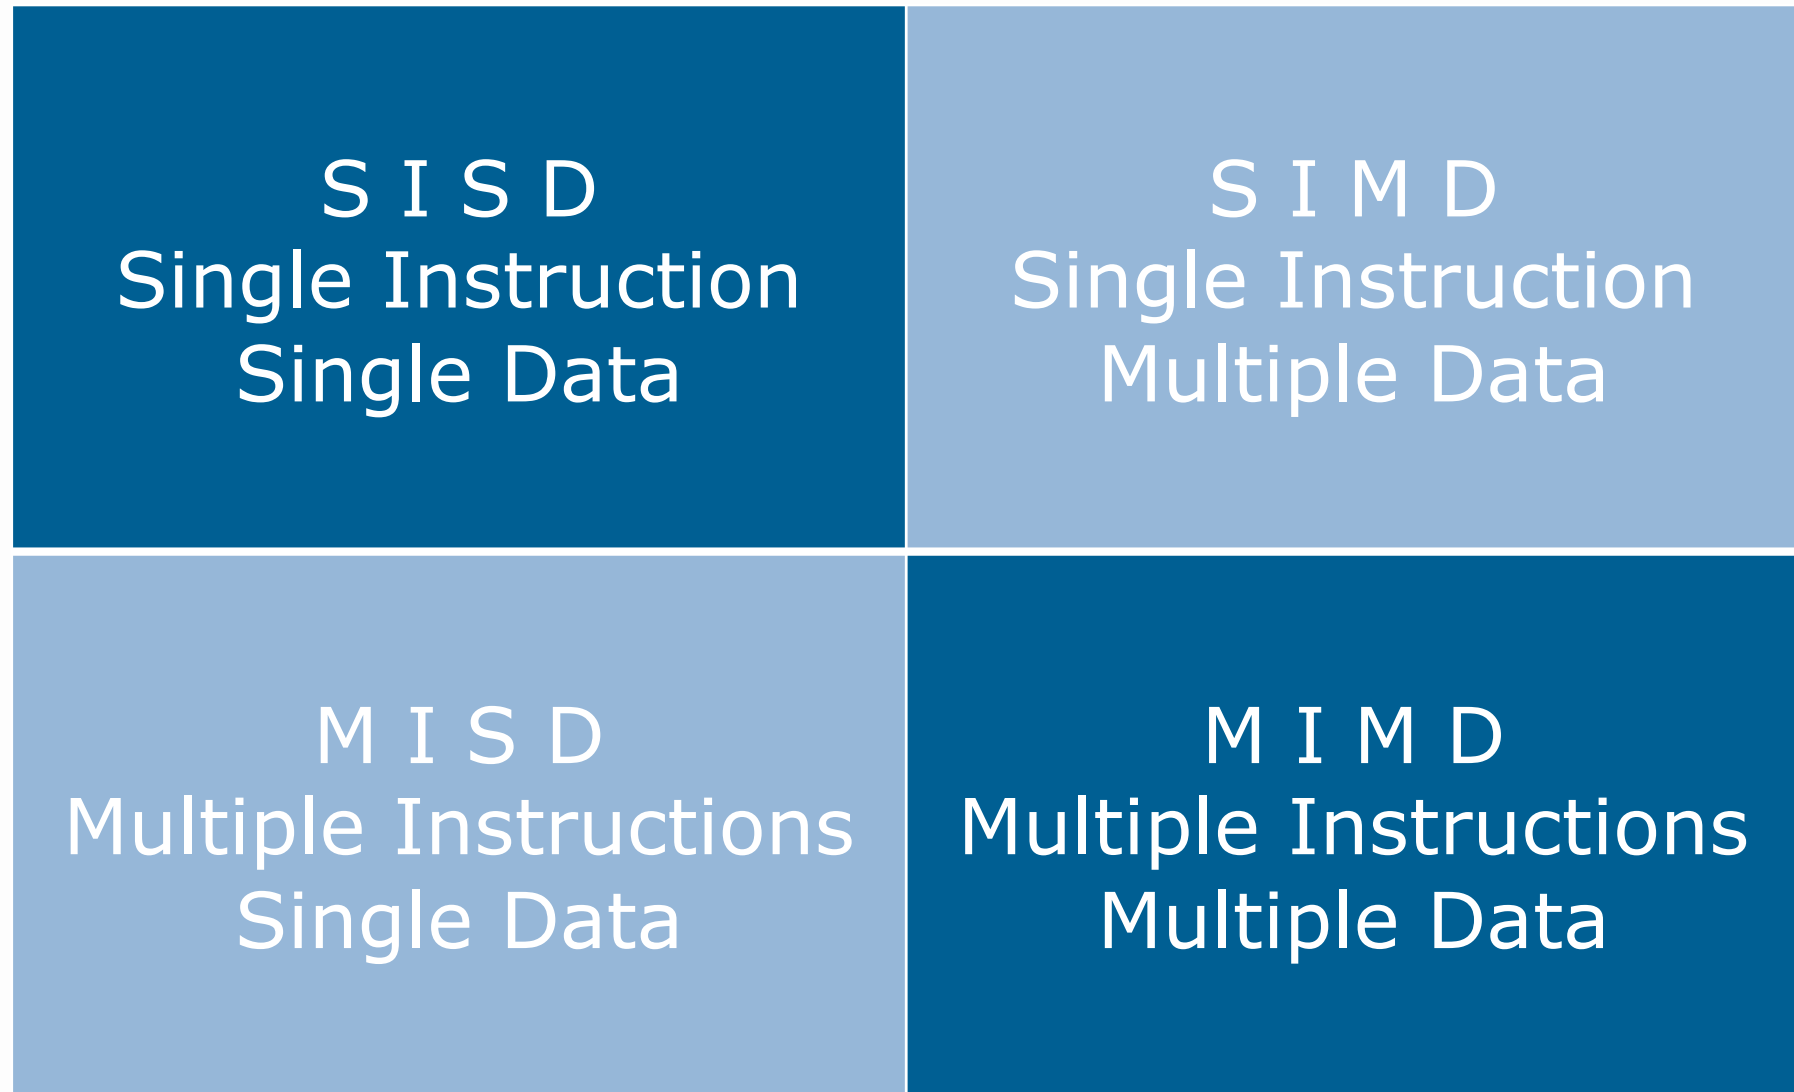 S I S D
Single Instruction
Single Data
S I M D
Single Instruction
Multiple Data
M I S D
Multiple Instructions
Single Data
M I M D
Multiple Instructions
Multiple Data